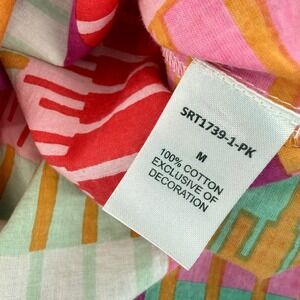 SRT1739-1-PK
M
100% COTTON
EXCLUSIVE OF
DECORATION